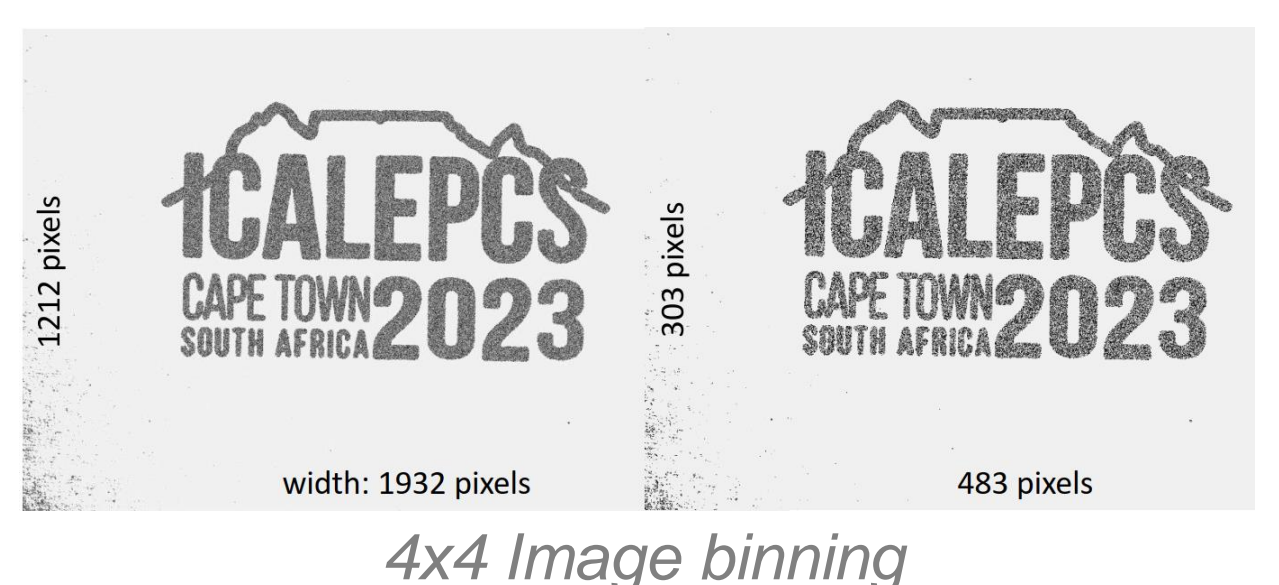 1212 pixels
ICALEPCS
CAPE TOWN 2023
SOUTH AFRICA
width: 1932 pixels
303 pixels
ICALEPCS
CAPE TOWN 2023
SOUTH AFRICA
483 pixels
4x4 Image binning